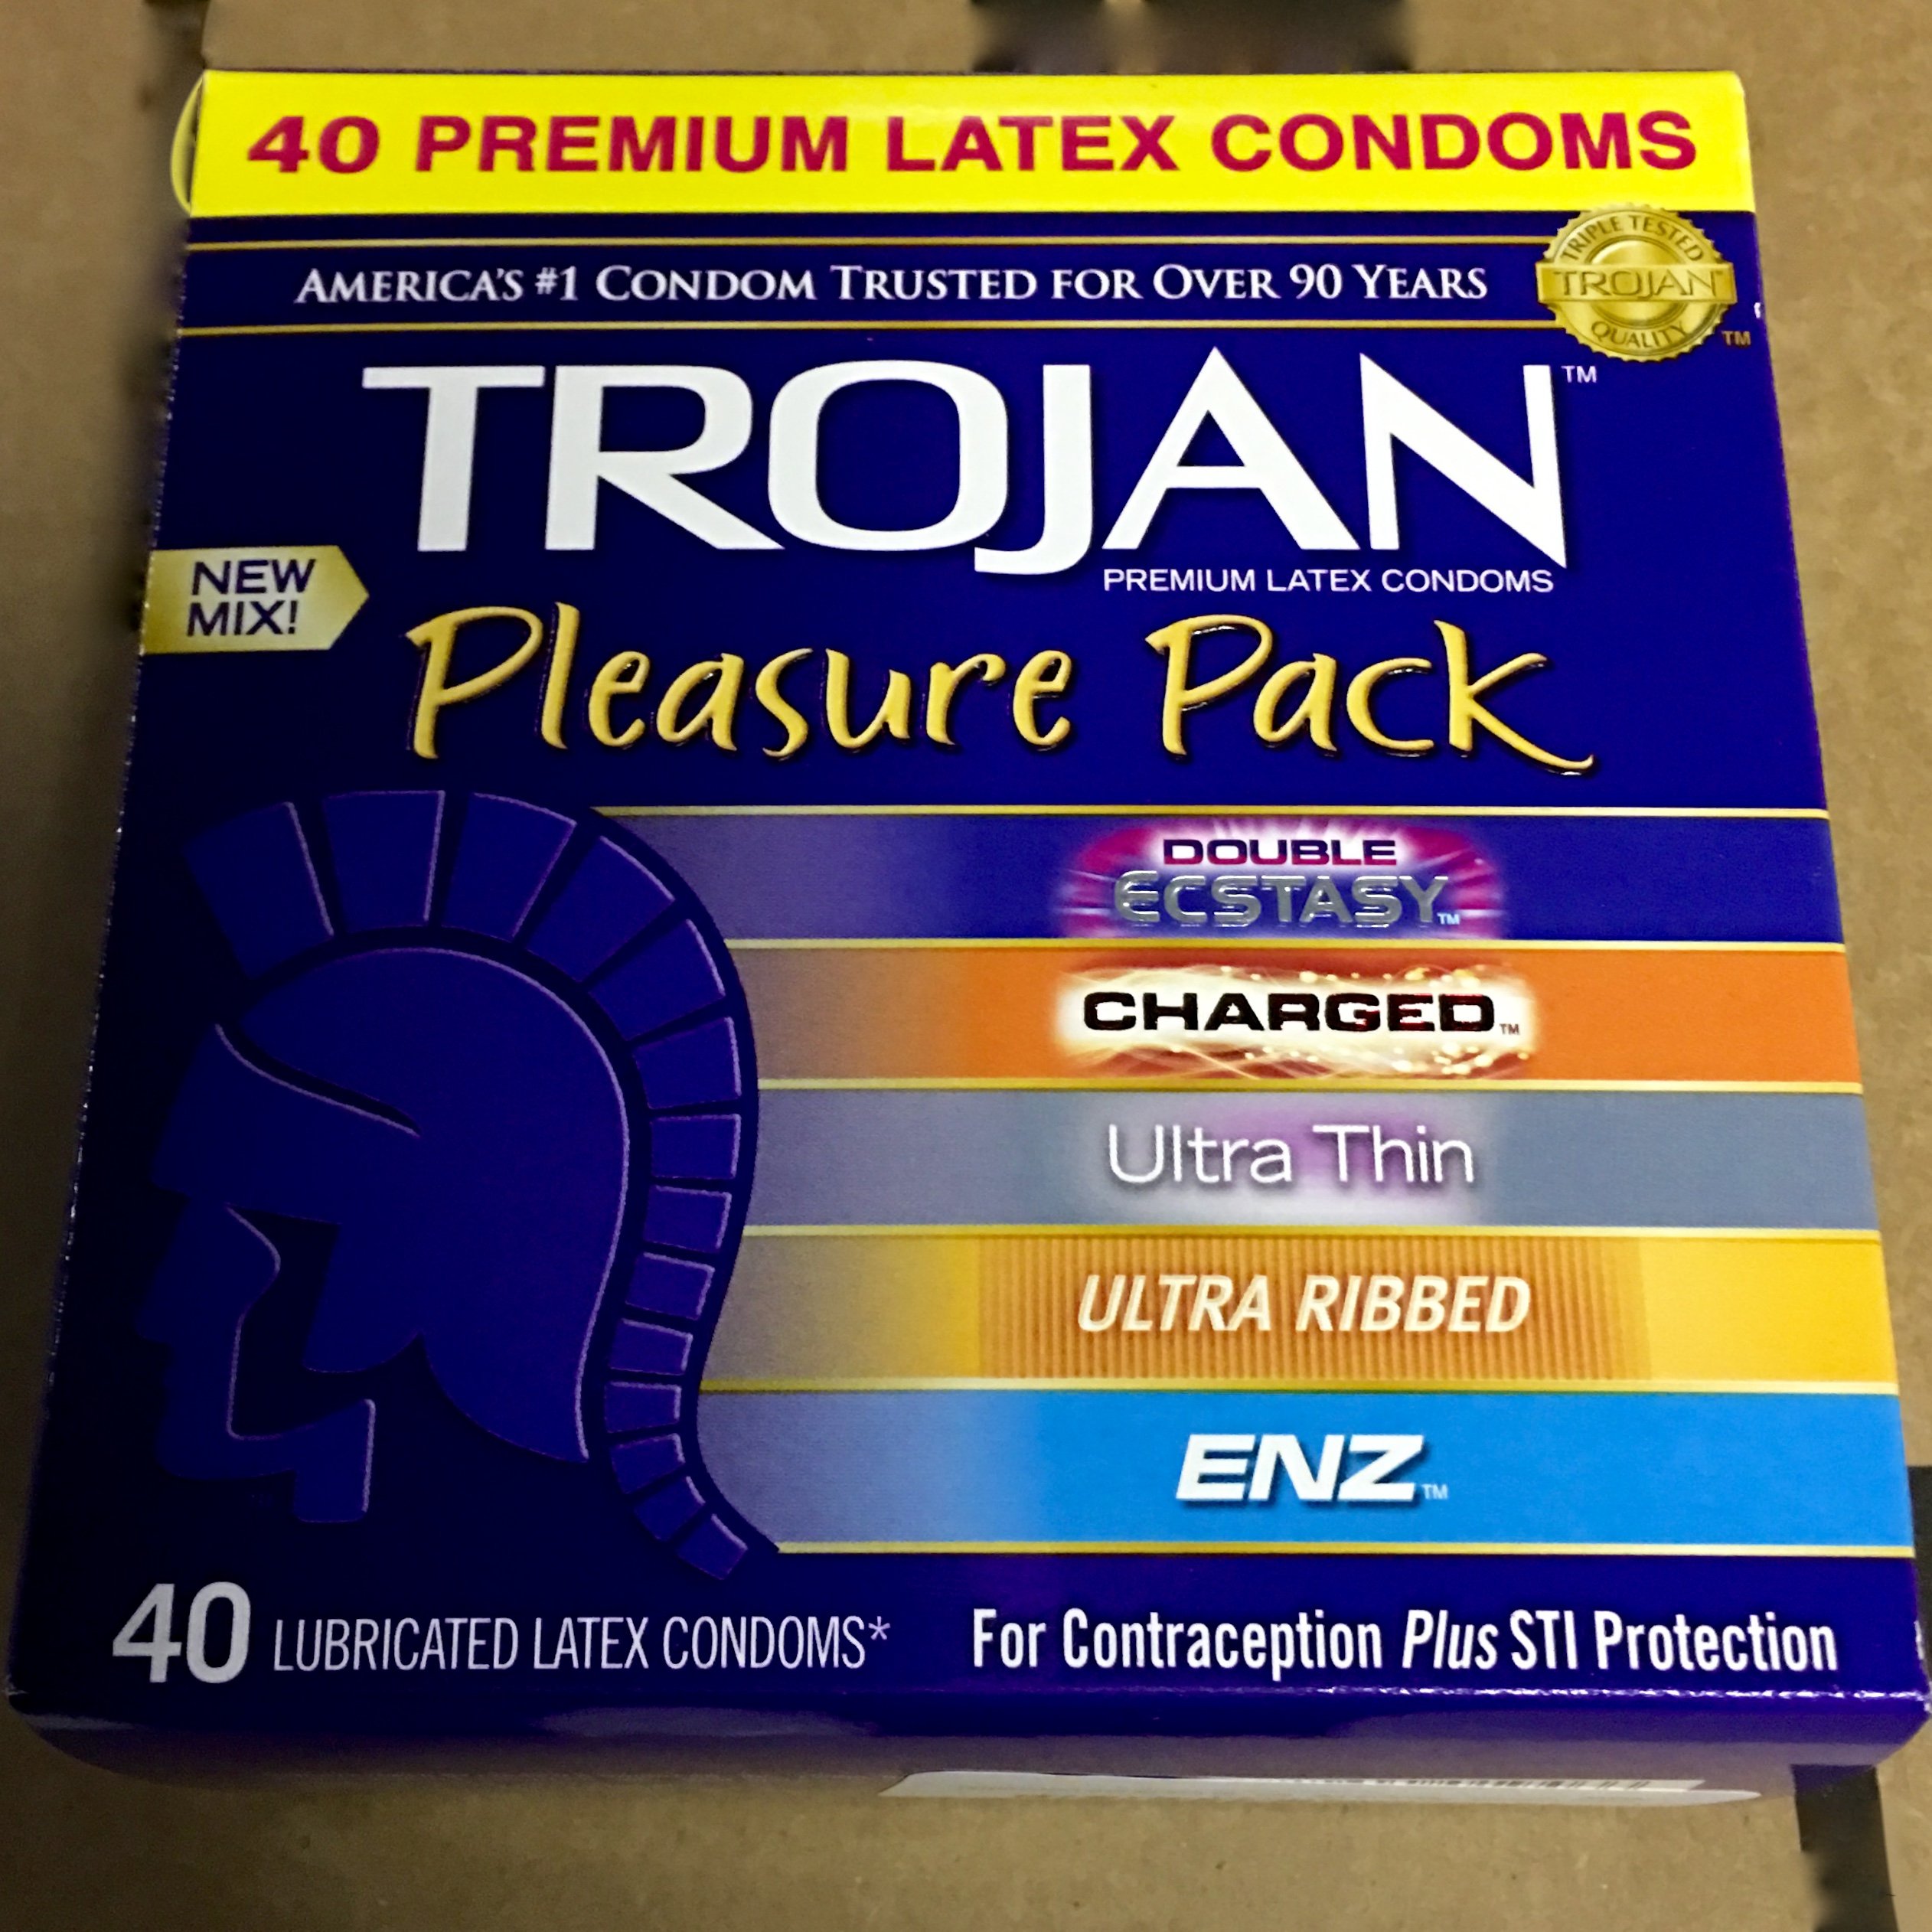 40 PREMIUM LATEX CONDOMS
AMERICA'S #1 CONDOM TRUSTED FOR OVER 90 YEARS
TRIPLE TESTED
TROJAN™
QUALITY
™
TROJAN™
PREMIUM LATEX CONDOMS
NEW
MIX!
Pleasure Pack
DOUBLE
ECSTASY™
CHARGED™
Ultra Thin
ULTRA RIBBED
ENZ™
40 LUBRICATED LATEX CONDOMS*
For Contraception Plus STI Protection